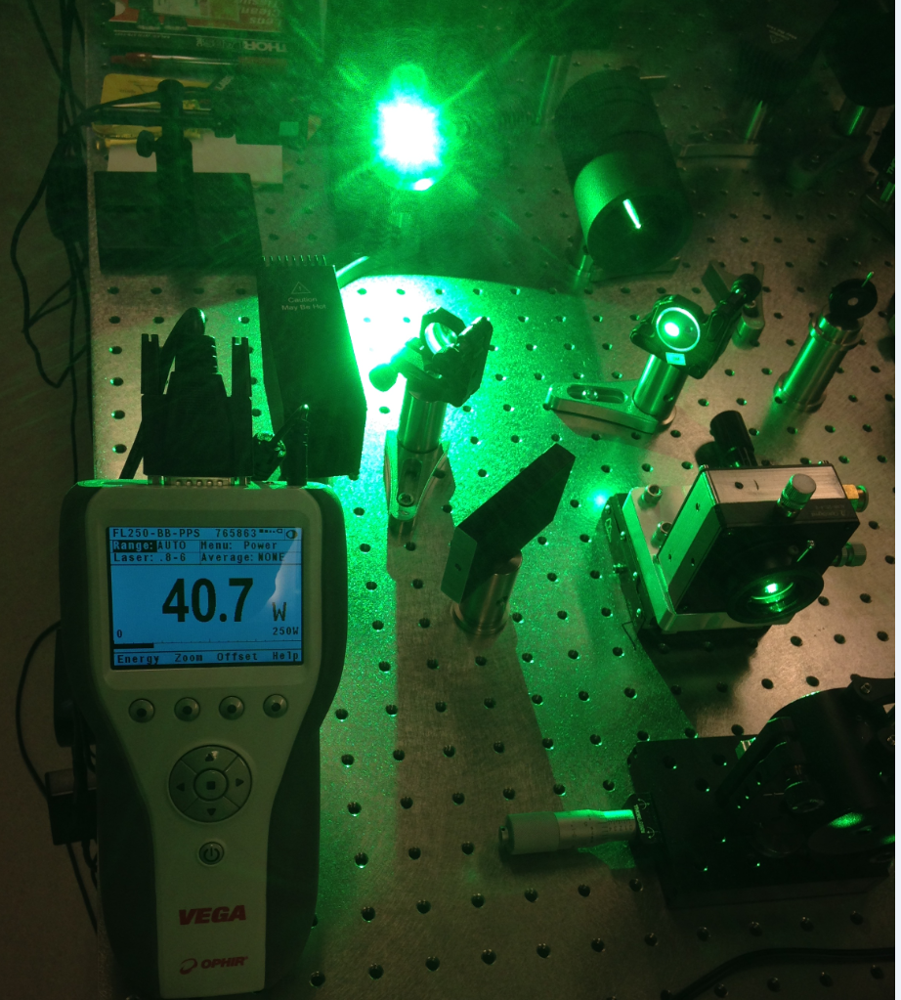 THOR
Caution
May Be Hot
FL250-BB-PPS 765863
Range: AUTO Menu: Power
Laser: .8-6 Average: NONE
40.7 W
0 250W
Energy Zoom Offset Help
VEGA
OPHIR